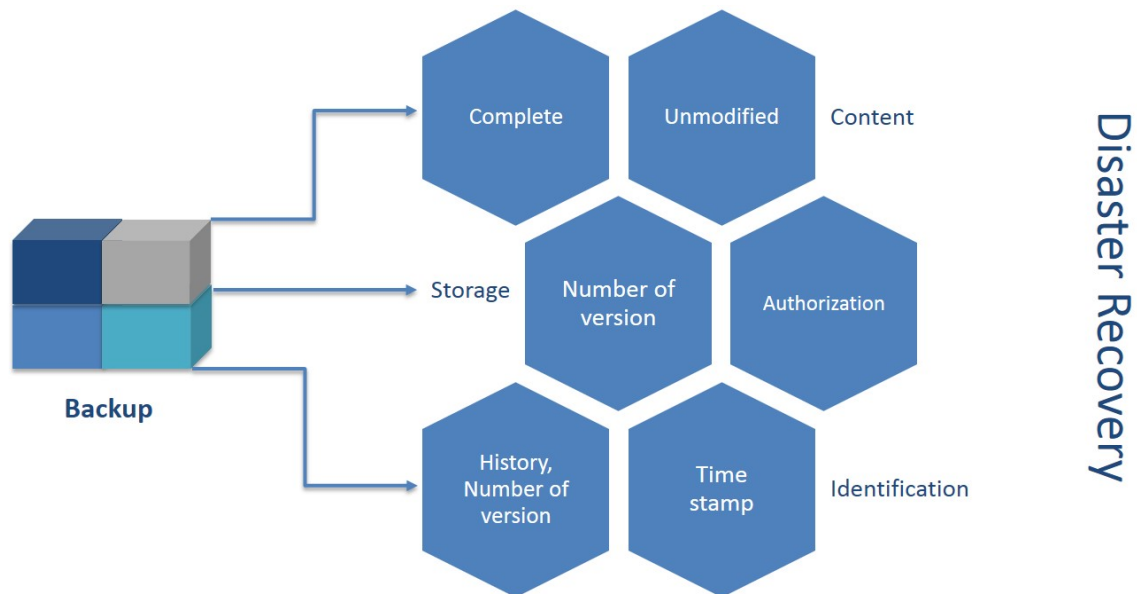 Complete
Unmodified
Content
Storage
Number of
version
Authorization
Backup
History,
Number of
version
Time
stamp
Identification
Disaster Recovery